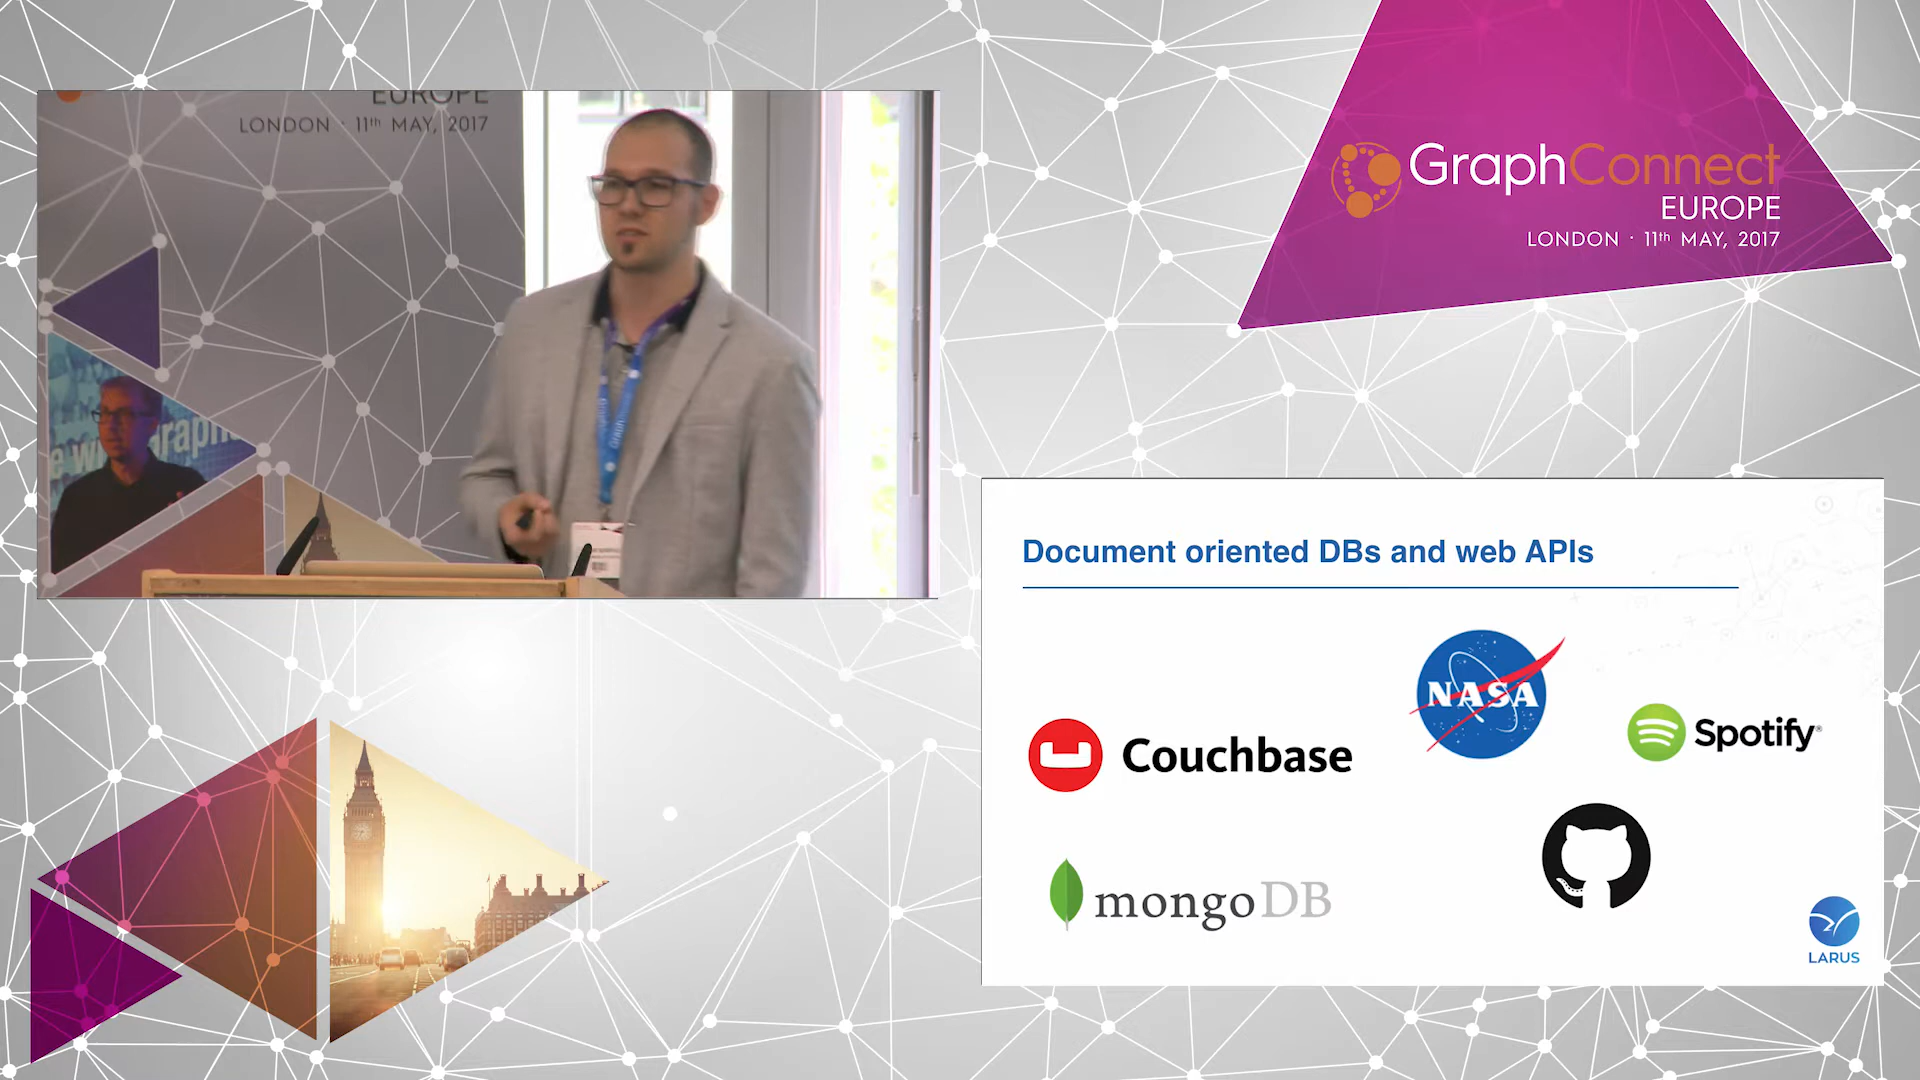 EUROPE
LONDON · 11th MAY, 2017
GraphConnect
EUROPE
LONDON · 11th MAY, 2017
Document oriented DBs and web APIs
NASA
Spotify®
Couchbase
mongoDB
LARUS